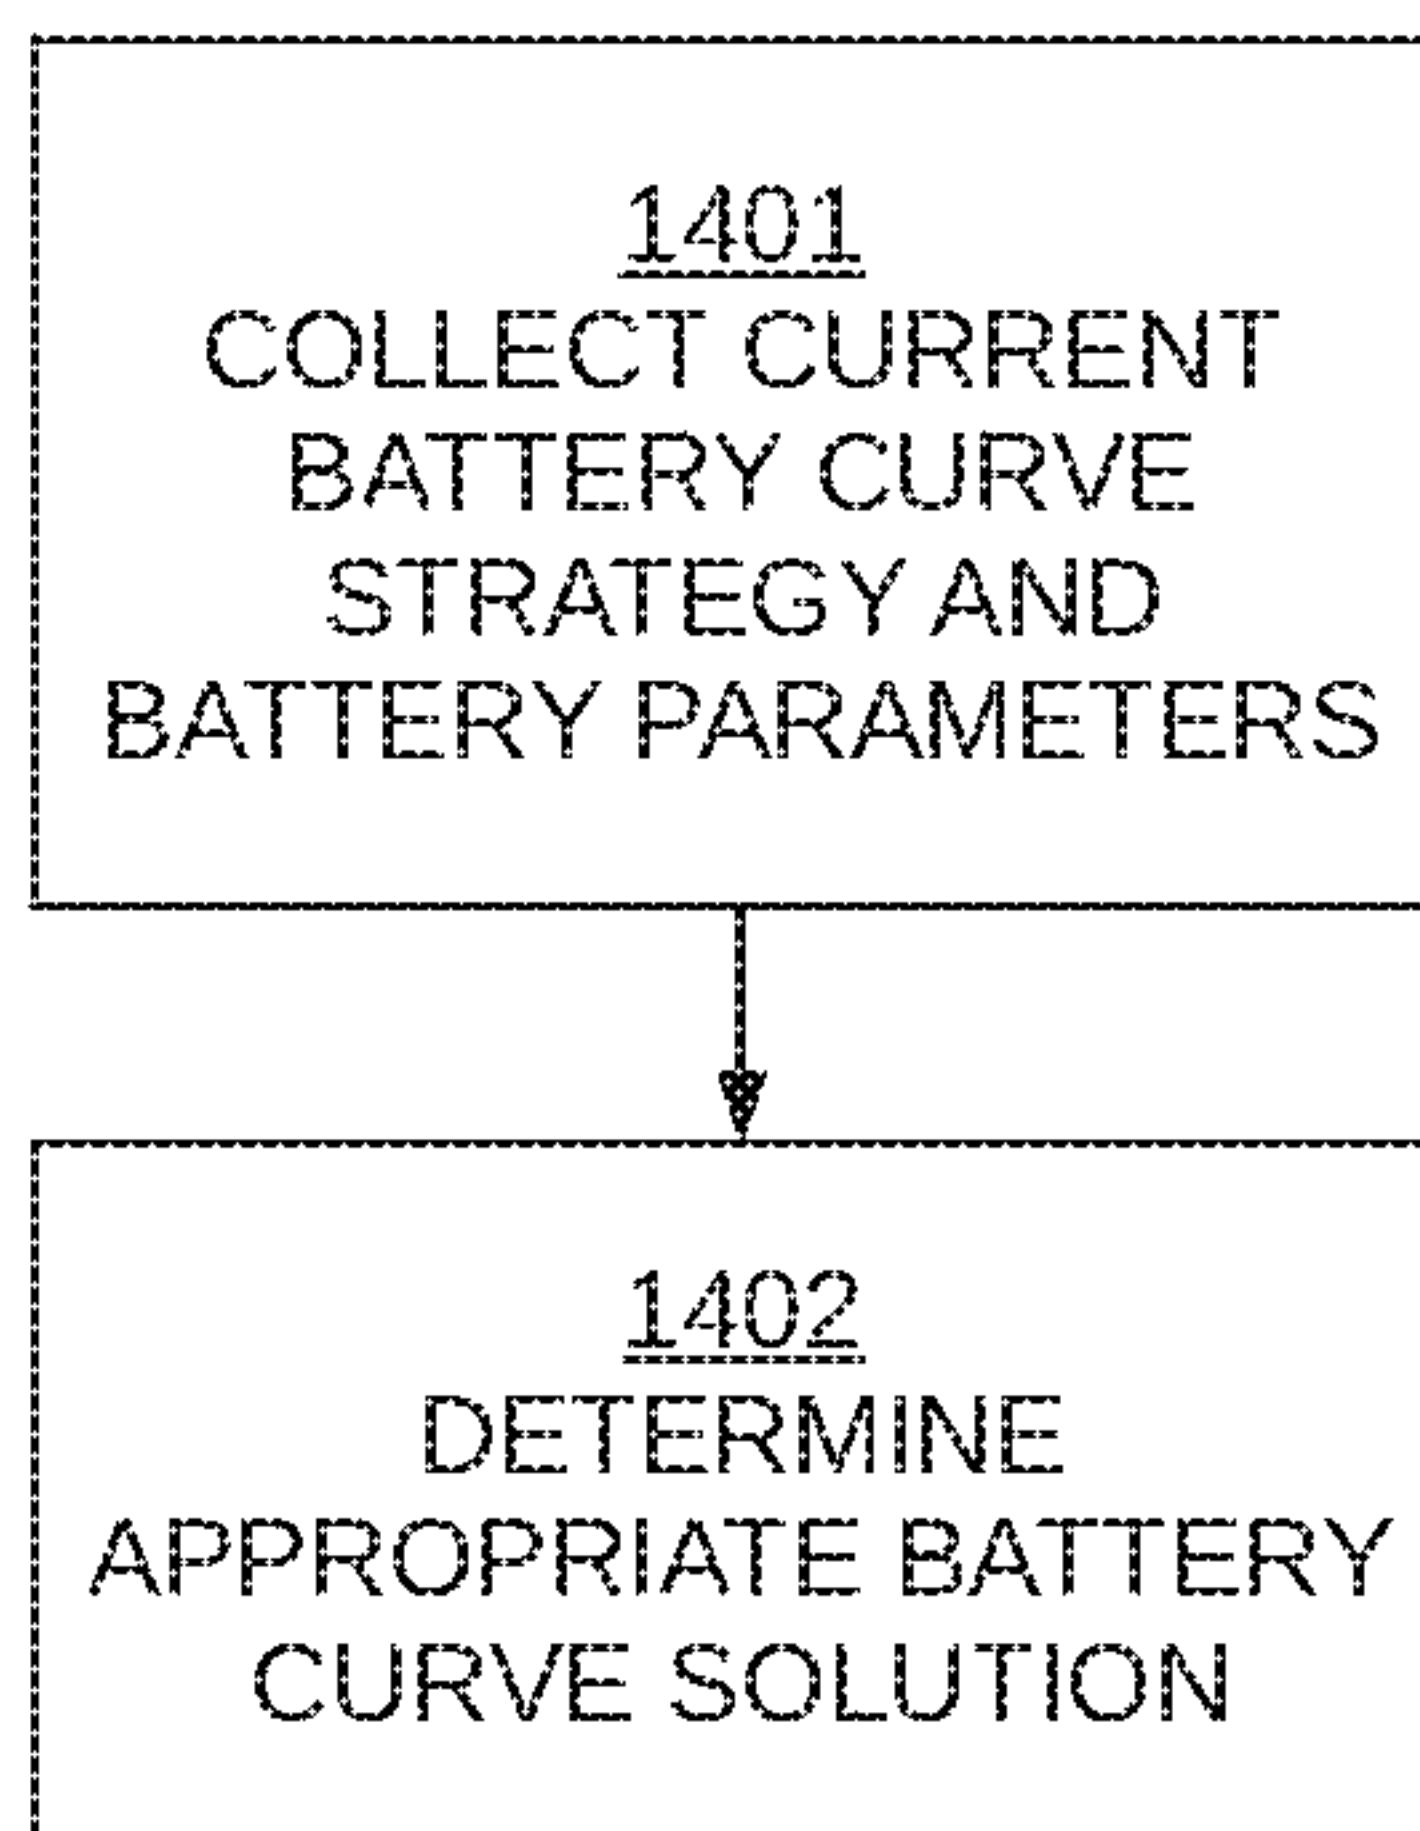 1401
COLLECT CURRENT
BATTERY CURVE
STRATEGY AND
BATTERY PARAMETERS
1402
DETERMINE
APPROPRIATE BATTERY
CURVE SOLUTION